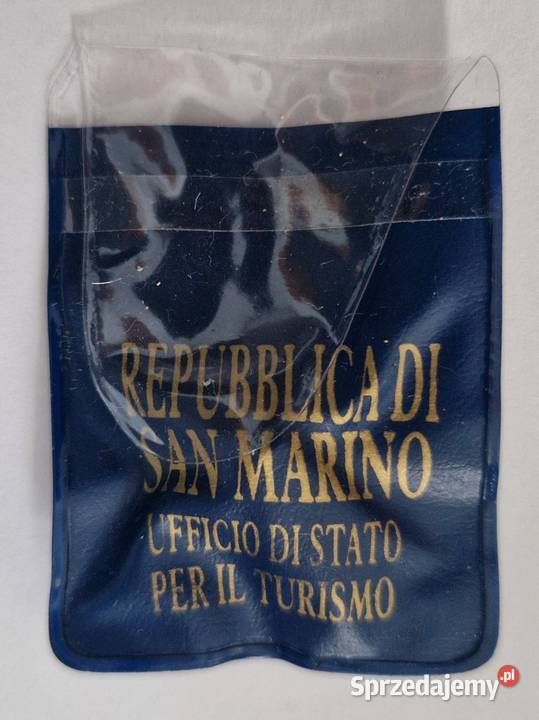 REPUBBLICA DI
SAN MARINO
UFFICIO DI STATO
PER IL TURISMO
Sprzedajemy.pl